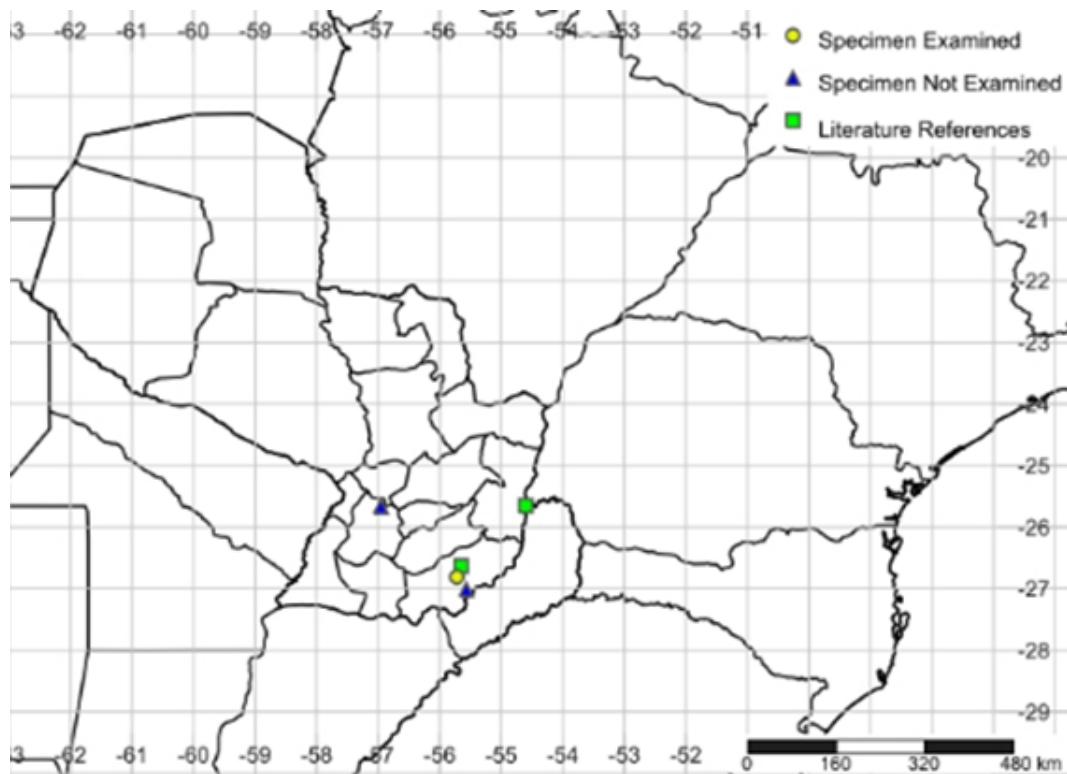 3 -62 -61 -60 -59 -58 -57 -56 -55 -54 -53 -52 -51
Specimen Examined
Specimen Not Examined
Literature References
-20
-21
-22
-23
-24
-25
-26
-27
-28
-29
3 -62 -61 -60 -59 -58 -57 -56 -55 -54 -53 -52
0 160 320 480 km